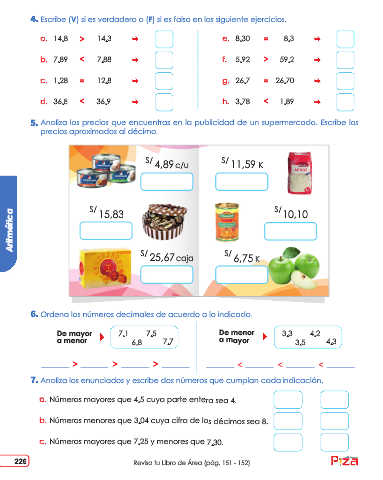 4. Escribe (V) si es verdadero o (F) si es falso en los siguiente ejercicios.
a. 14,8 > 14,3 ➡
e. 8,30 = 8,3 ➡
b. 7,89 < 7,88 ➡
f. 5,92 > 59,2 ➡
c. 1,28 = 12,8 ➡
g. 26,7 = 26,70 ➡
d. 36,8 < 36,9 ➡
h. 3,78 < 1,89 ➡
5. Analiza los precios que encuentras en la publicidad de un supermercado. Escribe los
precios aproximados al décimo.
S/ 4,89 c/u
S/ 11,59 K
S/ 15,83
S/ 10,10
S/ 25,67 caja
S/ 6,75 K
Aritmética
6. Ordena los números decimales de acuerdo a lo indicado.
De mayor
a menor
7,1 7,5
6,8 7,7
De menor
a mayor
3,3 4,2
3,5 4,3
____ > ____ > ____ > ____
____ < ____ < ____ < ____
7. Analiza los enunciados y escribe dos números que cumplan cada indicación.
a. Números mayores que 4,5 cuya parte entera sea 4.
b. Números menores que 3,04 cuya cifra de los décimos sea 8.
c. Números mayores que 7,25 y menores que 7,30.
226
Revisa tu Libro de Área (pág. 151 - 152)